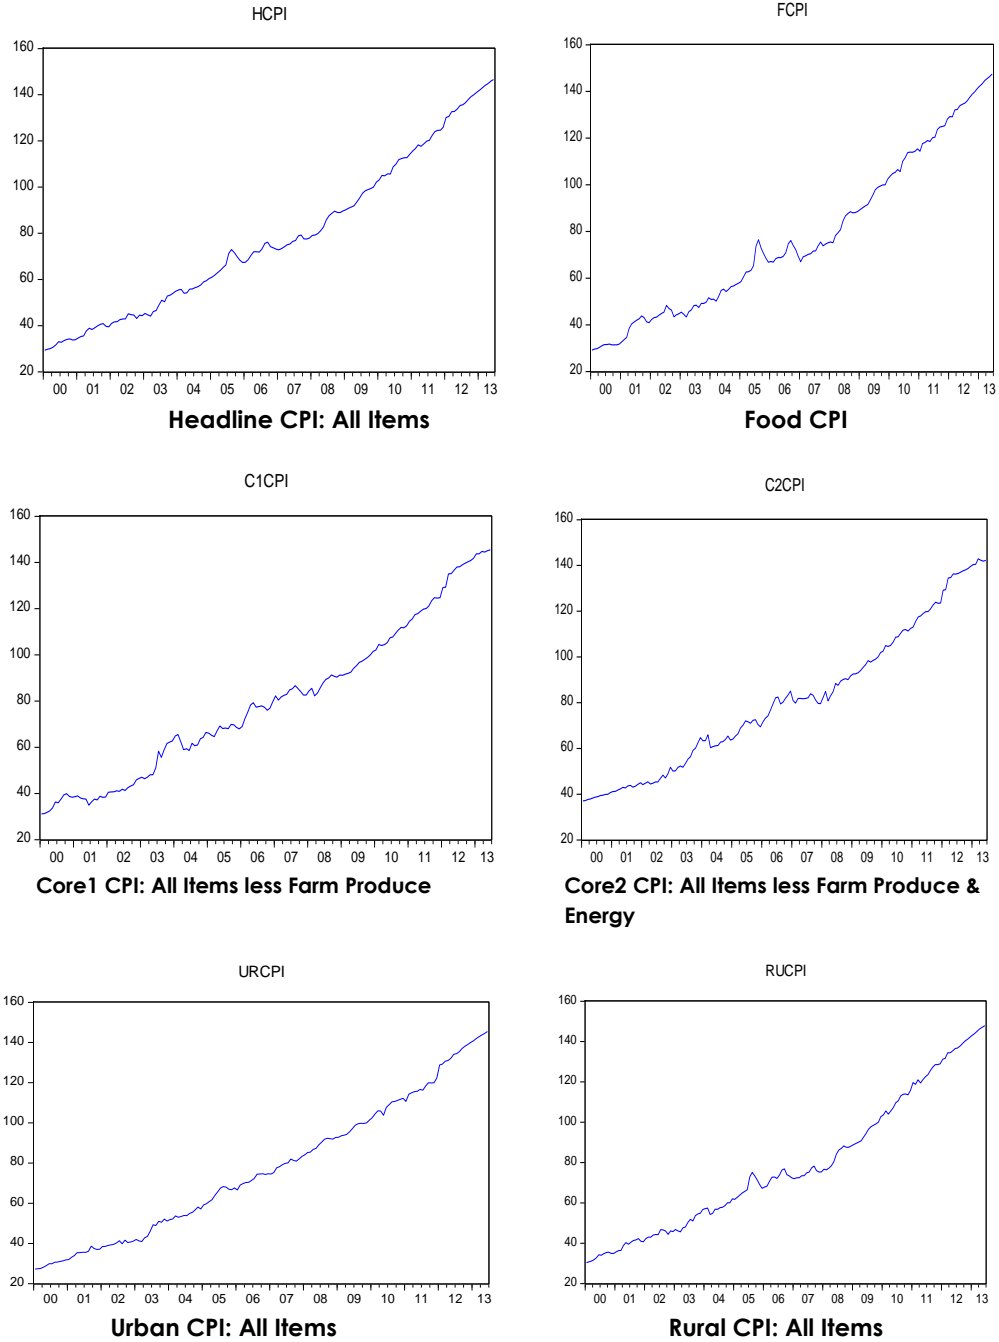 HCPI
160
140
120
100
80
60
40
20
00 01 02 03 04 05 06 07 08 09 10 11 12 13
Headline CPI: All Items
FCPI
160
140
120
100
80
60
40
20
00 01 02 03 04 05 06 07 08 09 10 11 12 13
Food CPI
C1CPI
160
140
120
100
80
60
40
20
00 01 02 03 04 05 06 07 08 09 10 11 12 13
Core1 CPI: All Items less Farm Produce
C2CPI
160
140
120
100
80
60
40
20
00 01 02 03 04 05 06 07 08 09 10 11 12 13
Core2 CPI: All Items less Farm Produce &
Energy
URCPI
160
140
120
100
80
60
40
20
00 01 02 03 04 05 06 07 08 09 10 11 12 13
Urban CPI: All Items
RUCPI
160
140
120
100
80
60
40
20
00 01 02 03 04 05 06 07 08 09 10 11 12 13
Rural CPI: All Items